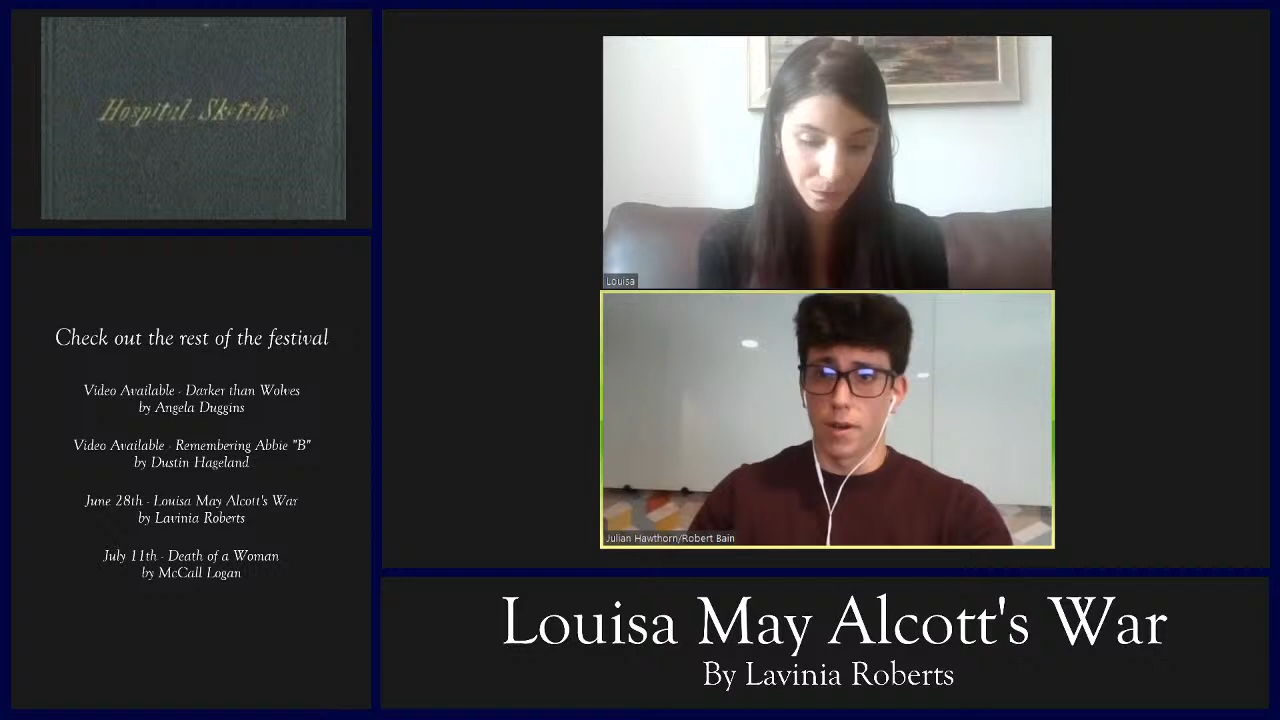 Hospital Sketches
Check out the rest of the festival
Video Available - Darker than Wolves
by Angela Duggins
Video Available - Remembering Abbie "B"
by Dustin Hageland
June 28th - Louisa May Alcott's War
by Lavinia Roberts
July 11th - Death of a Woman
by McCall Logan
Louisa
Julian Hawthorn/Robert Bain
Louisa May Alcott's War
By Lavinia Roberts